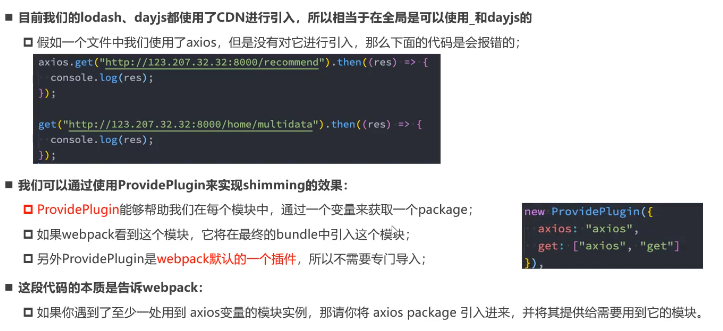 目前我们的lodash、dayjs都使用了CDN进行引入，所以相当于在全局是可以使用_和dayjs的
假如一个文件中我们使用了axios，但是没有对它进行引入，那么下面的代码是会报错的；
axios.get("http://123.207.32.32:8000/recommend").then((res) => {
console.log(res);
});
get("http://123.207.32.32:8000/home/multidata").then((res) => {
console.log(res);
});
我们可以通过使用ProvidePlugin来实现shimming的效果：
ProvidePlugin能够帮助我们在每个模块中，通过一个变量来获取一个package；
如果webpack看到这个模块，它将在最终的bundle中引入这个模块；
另外ProvidePlugin是webpack默认的一个插件，所以不需要专门导入；
new ProvidePlugin({
axios: "axios",
get: ["axios", "get"]
}),
这段代码的本质是告诉webpack：
如果你遇到了至少一处用到 axios变量的模块实例，那请你将 axios package 引入进来，并将其提供给需要用到它的模块。